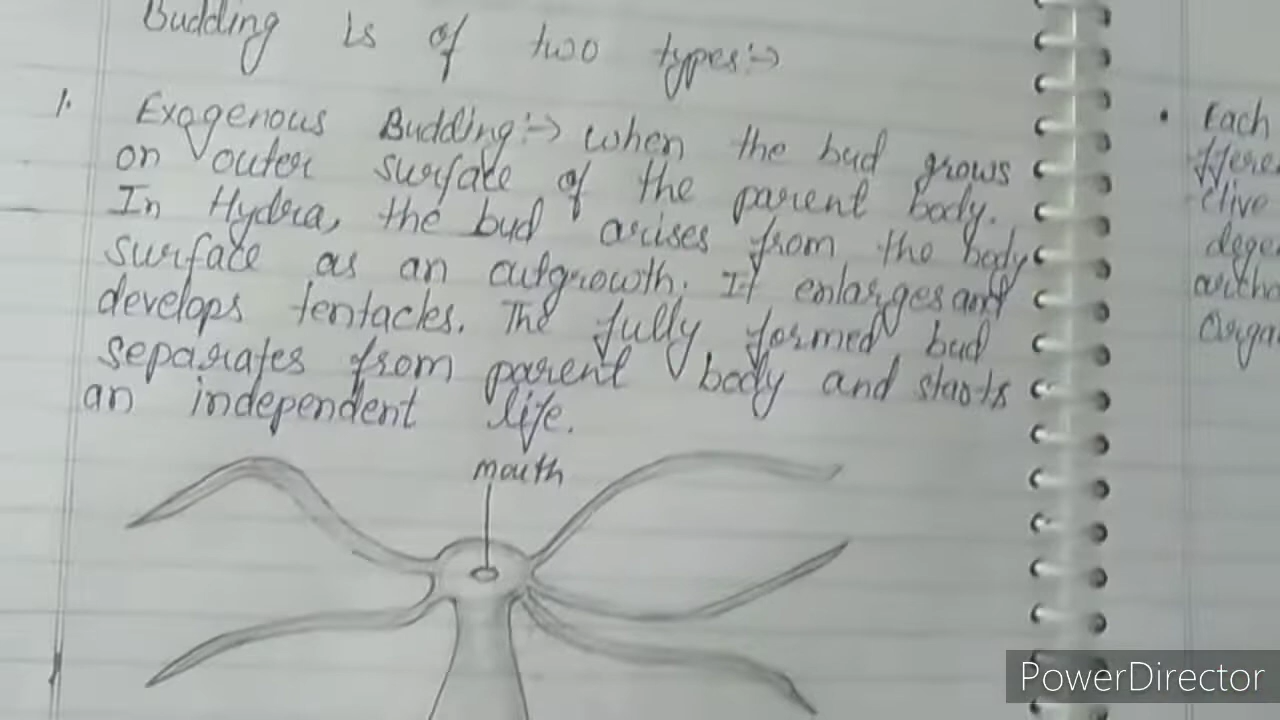 Budding is of two types:→
1. Exogenous Budding:→ when the bud grows
on outer surface of the parent body.
In Hydra, the bud arises from the body
surface as an outgrowth. It enlarges and
develops tentacles. The fully formed bud
separates from parent body and starts
an independent life.
mouth
• Each
PowerDirector